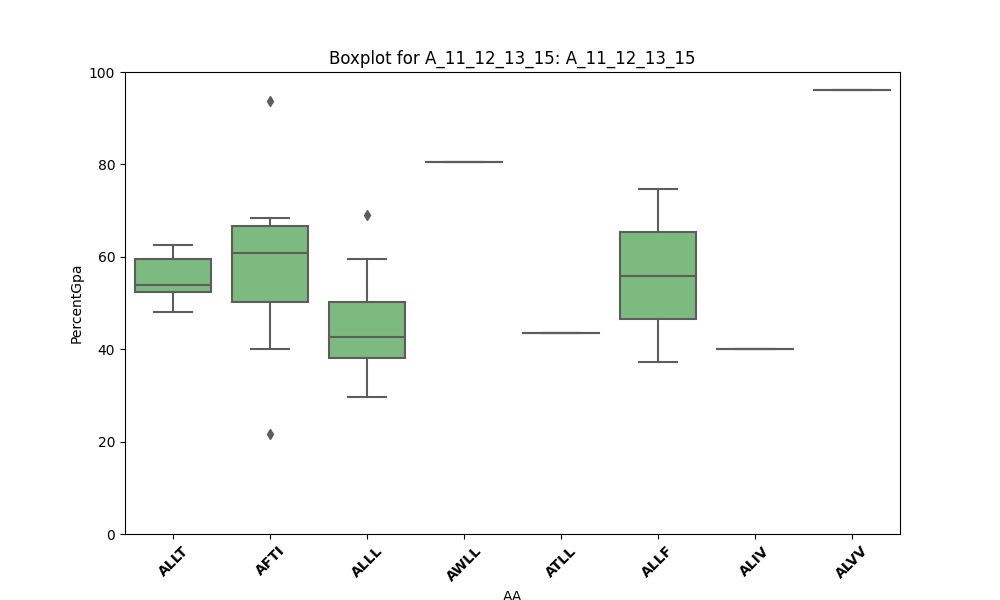 Boxplot for A_11_12_13_15: A_11_12_13_15
100
80
60
40
20
0
PercentGpa
ALLT
AFTI
ALLL
AWLL
ATLL
ALLF
ALIV
ALVV
AA